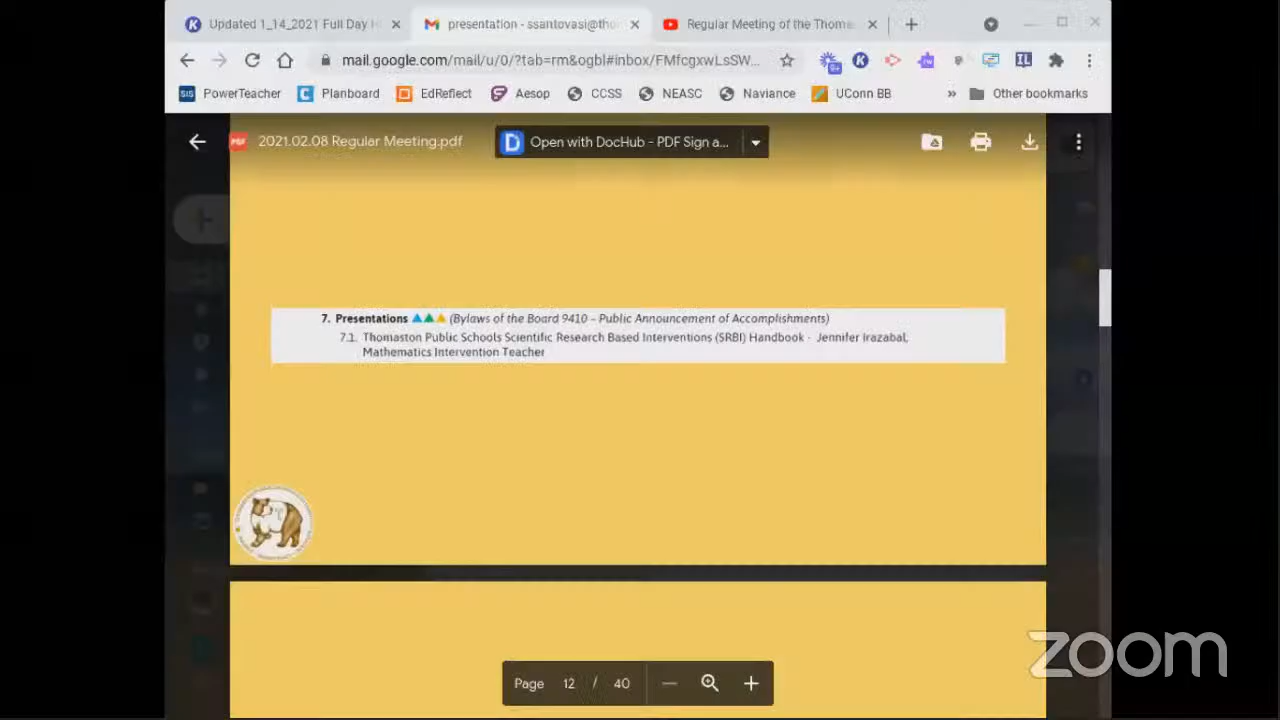 Updated 1_14_2021 Full Day
presentation - ssantovasi@tho
Regular Meeting of the Thoma
mail.google.com/mail/u/0/?tab=rm&ogbl#inbox/FMfcgxwLsSW...
PowerTeacher Planboard EdReflect Aesop CCSS NEASC Naviance UConn BB » Other bookmarks
PDF 2021.02.08 Regular Meeting.pdf Open with DocHub - PDF Sign a...
7. Presentations (Bylaws of the Board 9410 – Public Announcement of Accomplishments)
7.1. Thomaston Public Schools Scientific Research Based Interventions (SRBI) Handbook - Jennifer Irazabal,
Mathematics Intervention Teacher
Page 12 / 40
zoom